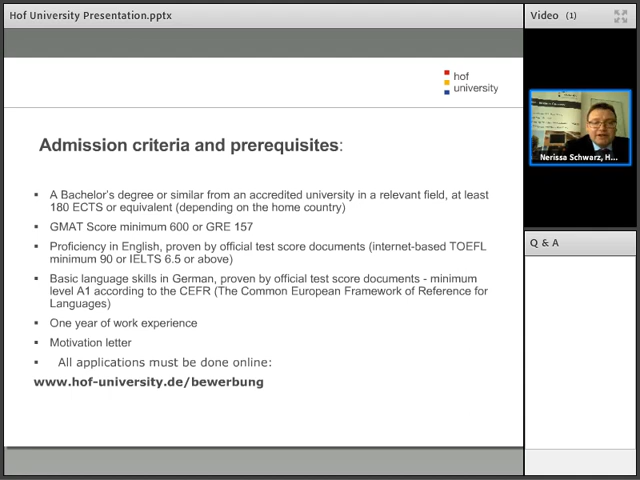 Hof University Presentation.pptx
Video (1)
hof
university
Nerissa Schwarz, H...
Admission criteria and prerequisites:
▪ A Bachelor's degree or similar from an accredited university in a relevant field, at least
180 ECTS or equivalent (depending on the home country)
▪ GMAT Score minimum 600 or GRE 157
▪ Proficiency in English, proven by official test score documents (internet-based TOEFL
minimum 90 or IELTS 6.5 or above)
▪ Basic language skills in German, proven by official test score documents - minimum
level A1 according to the CEFR (The Common European Framework of Reference for
Languages)
▪ One year of work experience
▪ Motivation letter
▪ All applications must be done online:
www.hof-university.de/bewerbung
Q & A